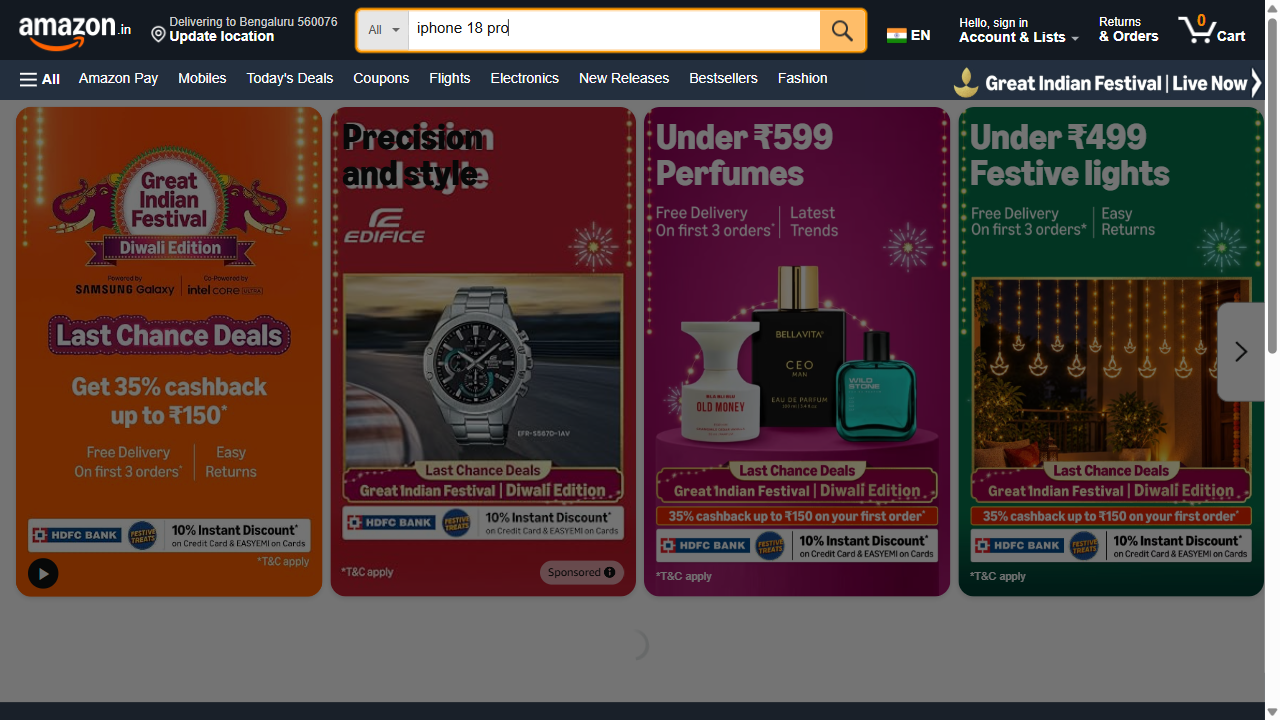 amazon.in
Delivering to Bengaluru 560076
Update location
All
iphone 18 pro
EN
Hello, sign in
Account & Lists
Returns
& Orders
0
Cart
All
Amazon Pay
Mobiles
Today's Deals
Coupons
Flights
Electronics
New Releases
Bestsellers
Fashion
Great Indian Festival | Live Now
Great
Indian
Festival
Diwali Edition
Powered by
SAMSUNG Galaxy
Co-Powered by
intel core ULTRA
Last Chance Deals
Get 35% cashback
up to ₹150*
Free Delivery
On first 3 orders*
Easy
Returns
HDFC BANK
FESTIVE TREATS
10% Instant Discount*
on Credit Card & EASYEMI on Cards
*T&C apply
Precision
and style
EDIFICE
EFR-S567D-1AV
Last Chance Deals
Great Indian Festival | Diwali Edition
HDFC BANK
FESTIVE TREATS
10% Instant Discount*
on Credit Card & EASYEMI on Cards
*T&C apply
Sponsored
Under ₹599
Perfumes
Free Delivery
On first 3 orders*
Latest
Trends
BELLAVITA
CEO
MAN
EAU DE PARFUM
OLD MONEY
WILD
STONE
Last Chance Deals
Great Indian Festival | Diwali Edition
35% cashback up to ₹150 on your first order*
HDFC BANK
FESTIVE TREATS
10% Instant Discount*
on Credit Card & EASYEMI on Cards
*T&C apply
Under ₹499
Festive lights
Free Delivery
On first 3 orders*
Easy
Returns
Last Chance Deals
Great Indian Festival | Diwali Edition
35% cashback up to ₹150 on your first order*
HDFC BANK
FESTIVE TREATS
10% Instant Discount*
on Credit Card & EASYEMI on Cards
*T&C apply